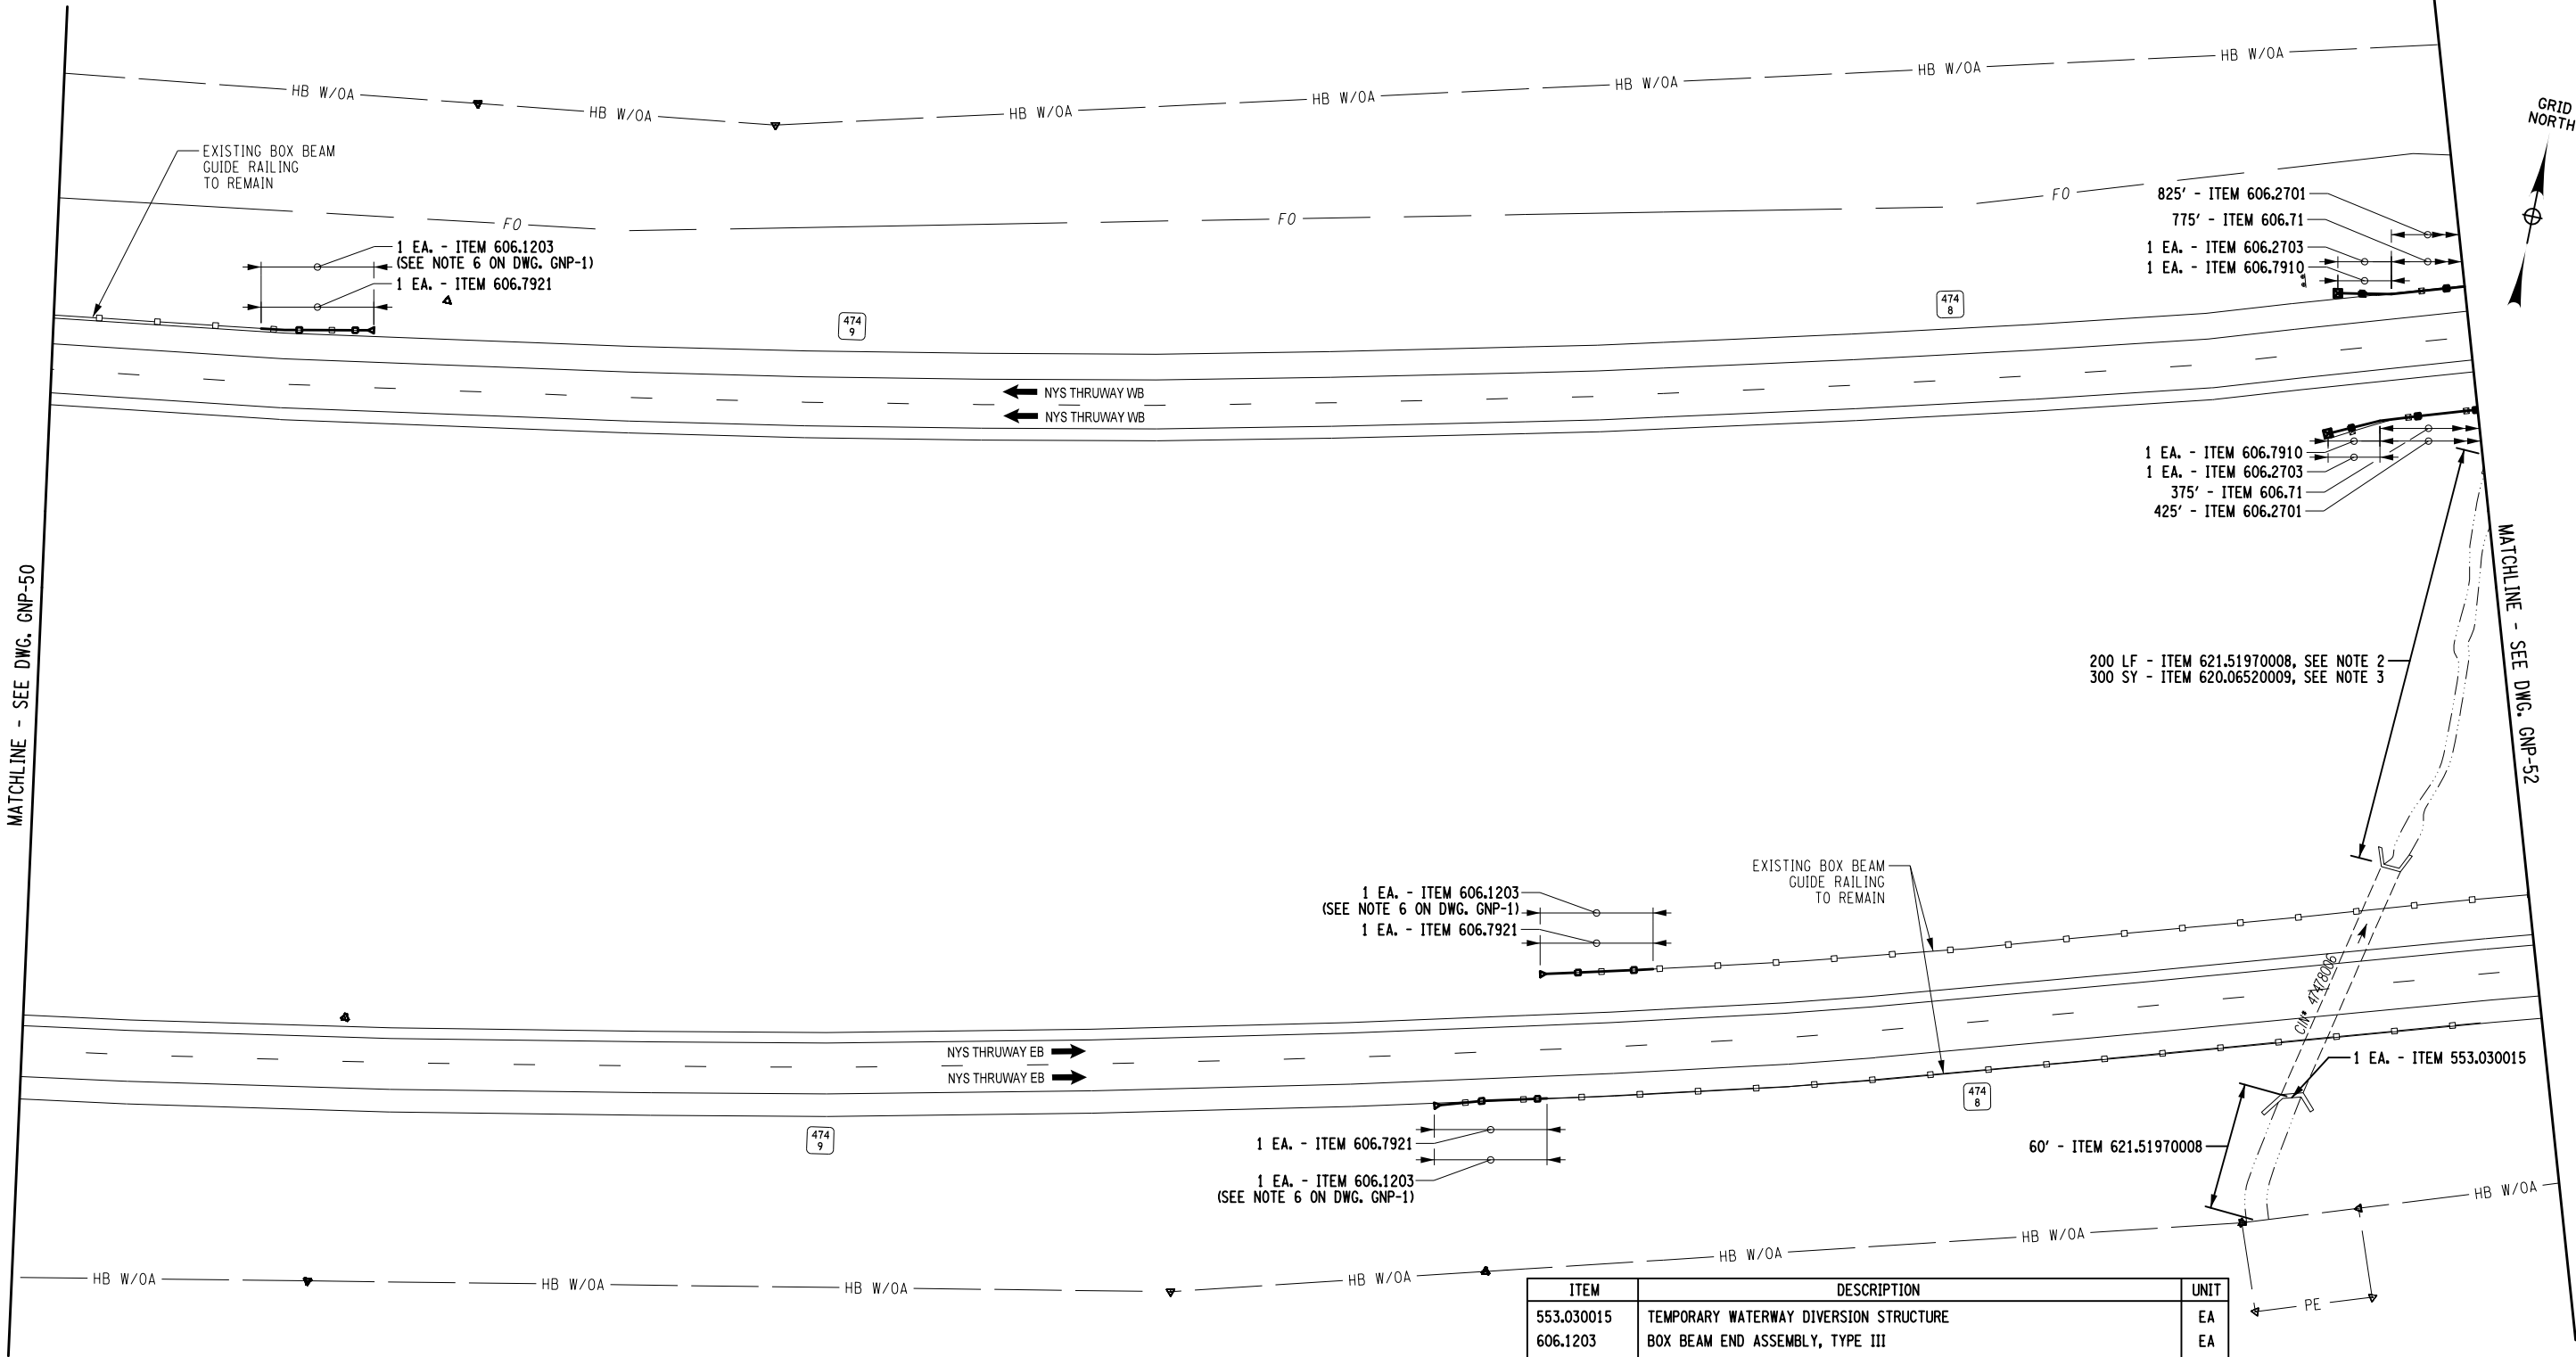 HB W/OA
HB W/OA
HB W/OA
HB W/OA
HB W/OA
HB W/OA
HB W/OA
GRID
NORTH
EXISTING BOX BEAM
GUIDE RAILING
TO REMAIN
FO
FO
FO
825' - ITEM 606.2701
775' - ITEM 606.71
1 EA. - ITEM 606.2703
1 EA. - ITEM 606.7910
1 EA. - ITEM 606.1203
(SEE NOTE 6 ON DWG. GNP-1)
1 EA. - ITEM 606.7921
474
9
474
8
NYS THRUWAY WB
NYS THRUWAY WB
1 EA. - ITEM 606.7910
1 EA. - ITEM 606.2703
375' - ITEM 606.71
425' - ITEM 606.2701
MATCHLINE - SEE DWG. GNP-50
MATCHLINE - SEE DWG. GNP-52
200 LF - ITEM 621.51970008, SEE NOTE 2
300 SY - ITEM 620.06520009, SEE NOTE 3
EXISTING BOX BEAM
GUIDE RAILING
TO REMAIN
1 EA. - ITEM 606.1203
(SEE NOTE 6 ON DWG. GNP-1)
1 EA. - ITEM 606.7921
NYS THRUWAY EB
NYS THRUWAY EB
1 EA. - ITEM 553.030015
474
8
474
9
1 EA. - ITEM 606.7921
1 EA. - ITEM 606.1203
(SEE NOTE 6 ON DWG. GNP-1)
60' - ITEM 621.51970008
HB W/OA
HB W/OA
HB W/OA
HB W/OA
HB W/OA
HB W/OA
HB W/OA
PE
ITEM DESCRIPTION UNIT
553.030015 TEMPORARY WATERWAY DIVERSION STRUCTURE EA
606.1203 BOX BEAM END ASSEMBLY, TYPE III EA